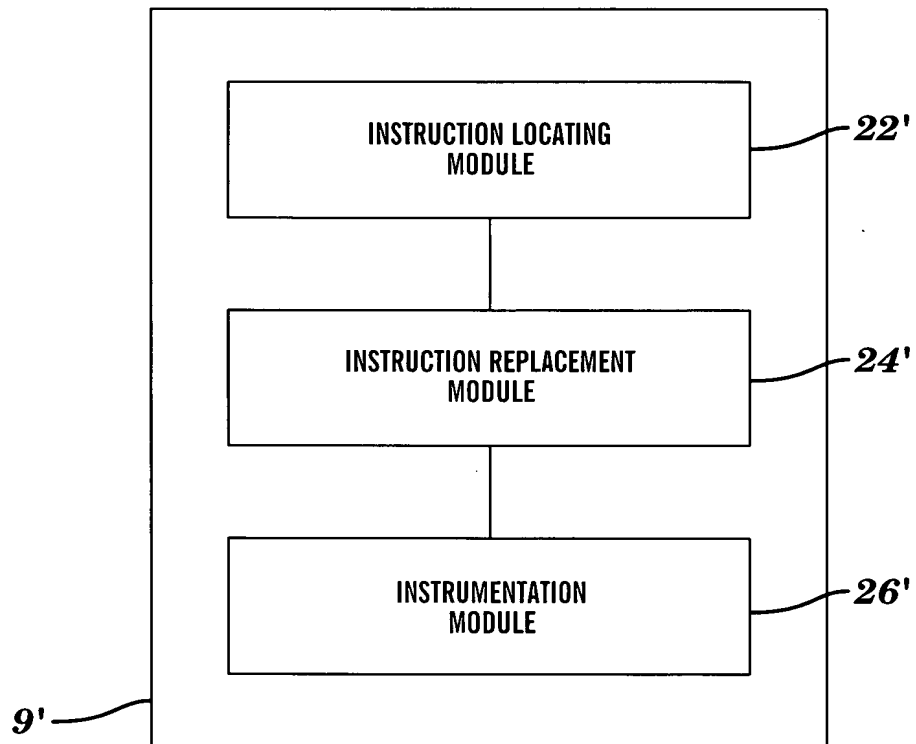 INSTRUCTION LOCATING
MODULE
22'
INSTRUCTION REPLACEMENT
MODULE
24'
INSTRUMENTATION
MODULE
26'
9'